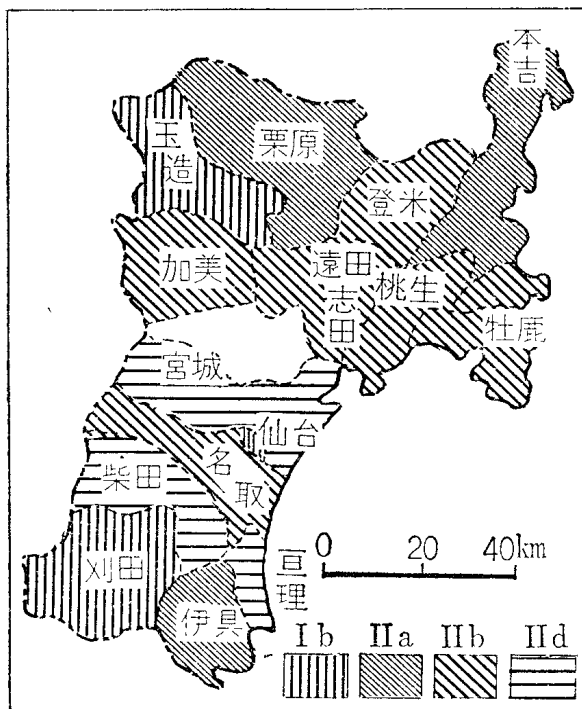 本吉
栗原
玉造
登米
加美
遠田
志田
桃生
牡鹿
宮城
仙台
名取
柴田
刈田
亘理
伊具
0 20 40km
Ib IIa IIb IId